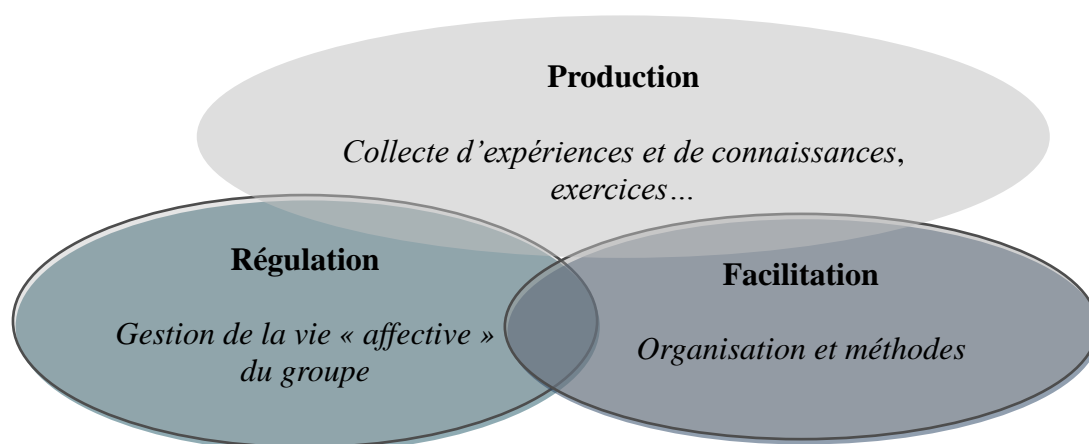 Production
Collecte d’expériences et de connaissances,
exercices…
Régulation
Gestion de la vie « affective »
du groupe
Facilitation
Organisation et méthodes